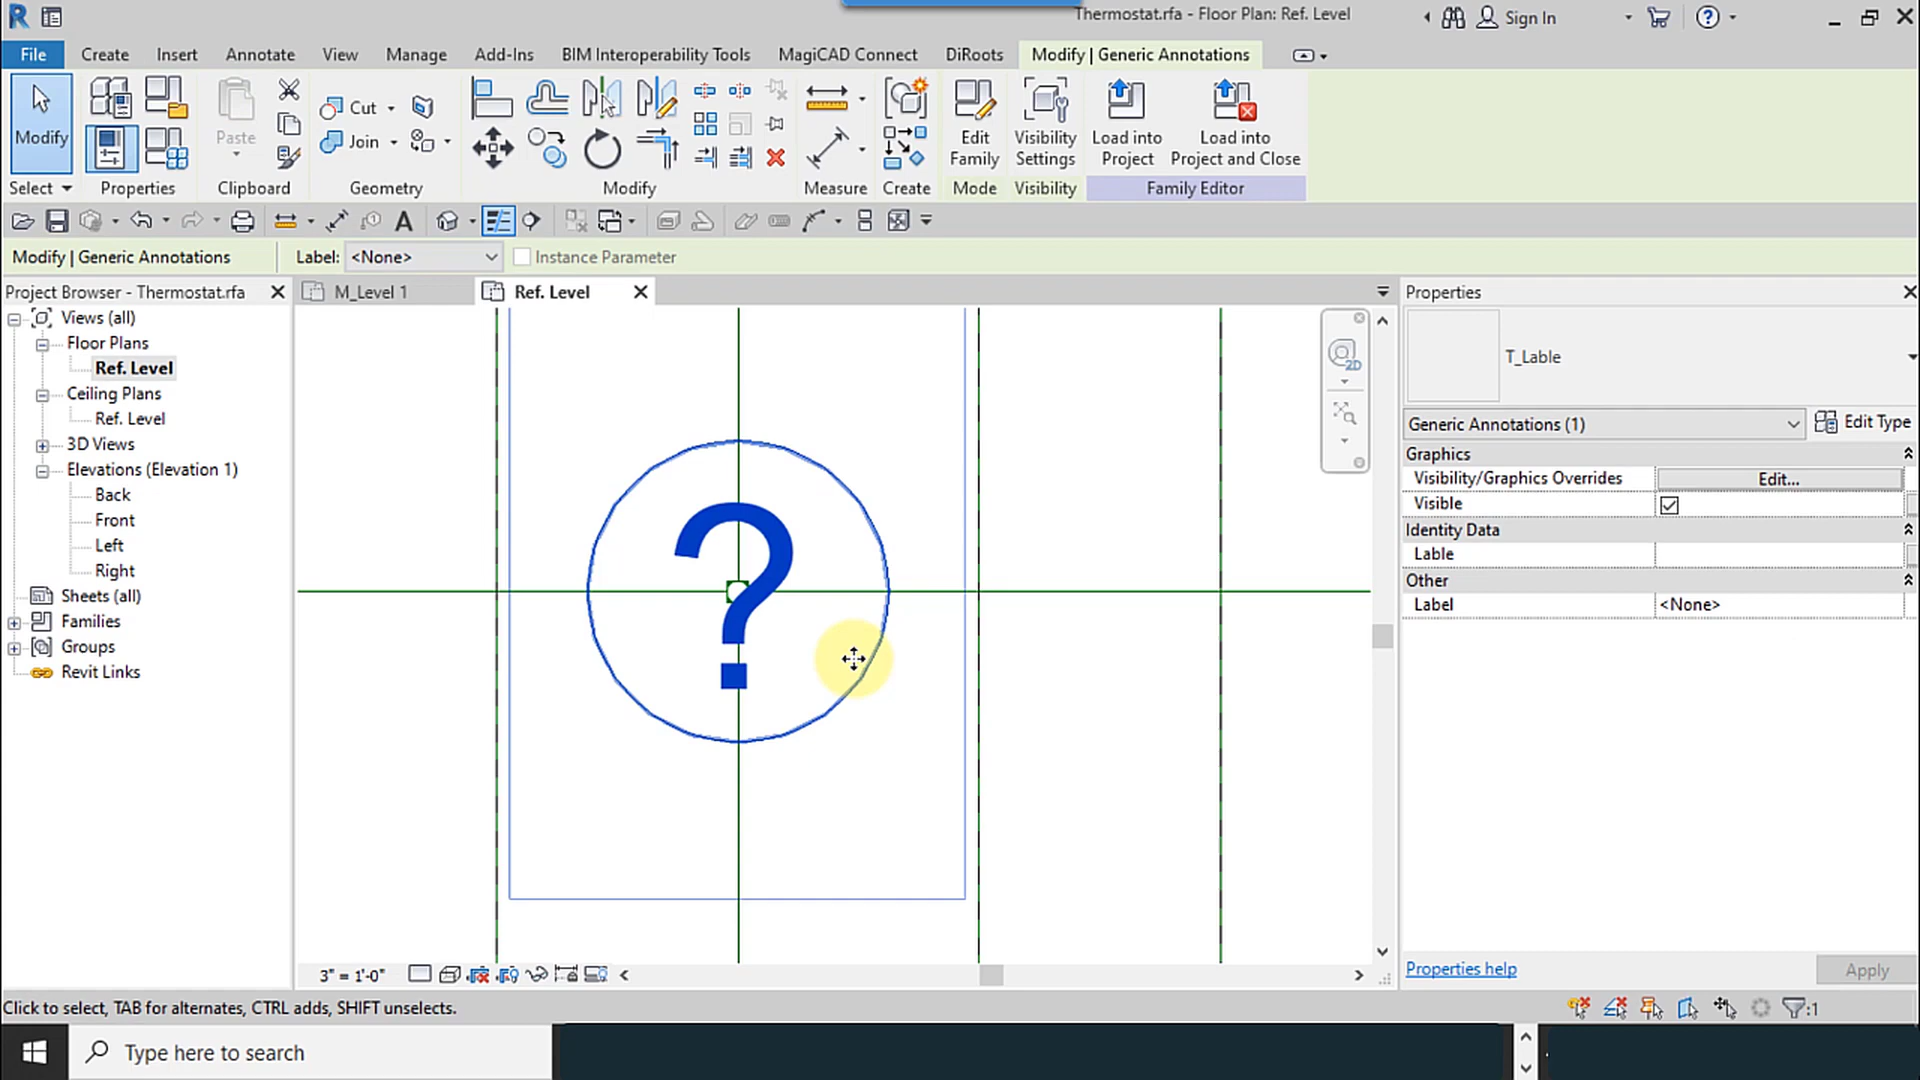 Thermostat.rfa - Floor Plan: Ref. Level
Sign In
File Create Insert Annotate View Manage Add-Ins BIM Interoperability Tools MagiCAD Connect DiRoots Modify | Generic Annotations
Modify
Paste
Cut
Join
Edit Family
Visibility Settings
Load into Project
Load into Project and Close
Select Properties Clipboard Geometry Modify Measure Create Mode Visibility Family Editor
Modify | Generic Annotations Label: <None> Instance Parameter
Project Browser - Thermostat.rfa
Views (all)
Floor Plans
Ref. Level
Ceiling Plans
Ref. Level
3D Views
Elevations (Elevation 1)
Back
Front
Left
Right
Sheets (all)
Families
Groups
Revit Links
M_Level 1 Ref. Level
2D
?
3" = 1'-0"
Properties
T_Lable
Generic Annotations (1) Edit Type
Graphics
Visibility/Graphics Overrides Edit...
Visible
Identity Data
Lable
Other
Label <None>
Properties help Apply
Click to select, TAB for alternates, CTRL adds, SHIFT unselects.
:1
Type here to search